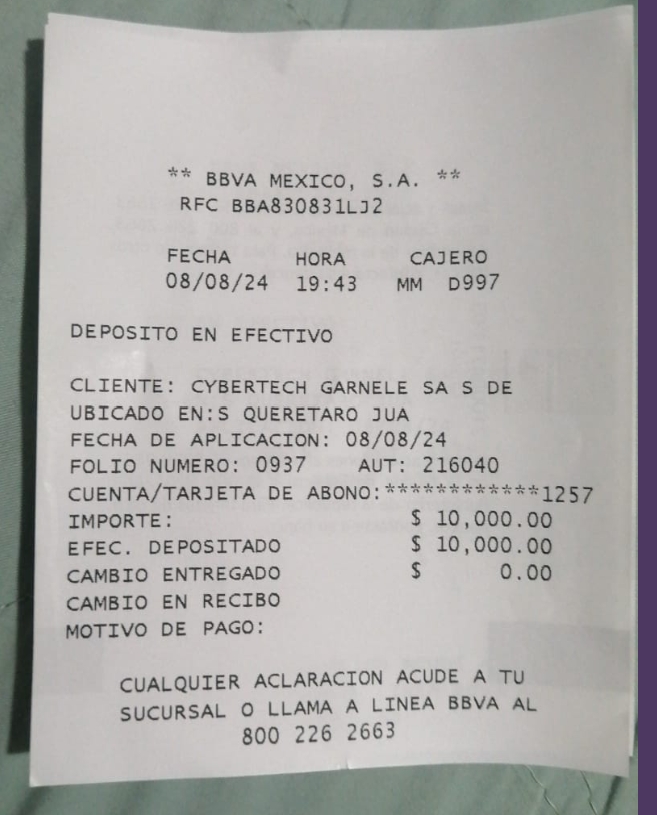 ** BBVA MEXICO, S.A. **
RFC BBA830831LJ2
FECHA HORA CAJERO
08/08/24 19:43 MM D997
DEPOSITO EN EFECTIVO
CLIENTE: CYBERTECH GARNELE SA S DE
UBICADO EN:S QUERETARO JUA
FECHA DE APLICACION: 08/08/24
FOLIO NUMERO: 0937 AUT: 216040
CUENTA/TARJETA DE ABONO:************1257
IMPORTE: $ 10,000.00
EFEC. DEPOSITADO $ 10,000.00
CAMBIO ENTREGADO $ 0.00
CAMBIO EN RECIBO
MOTIVO DE PAGO:
CUALQUIER ACLARACION ACUDE A TU
SUCURSAL O LLAMA A LINEA BBVA AL
800 226 2663